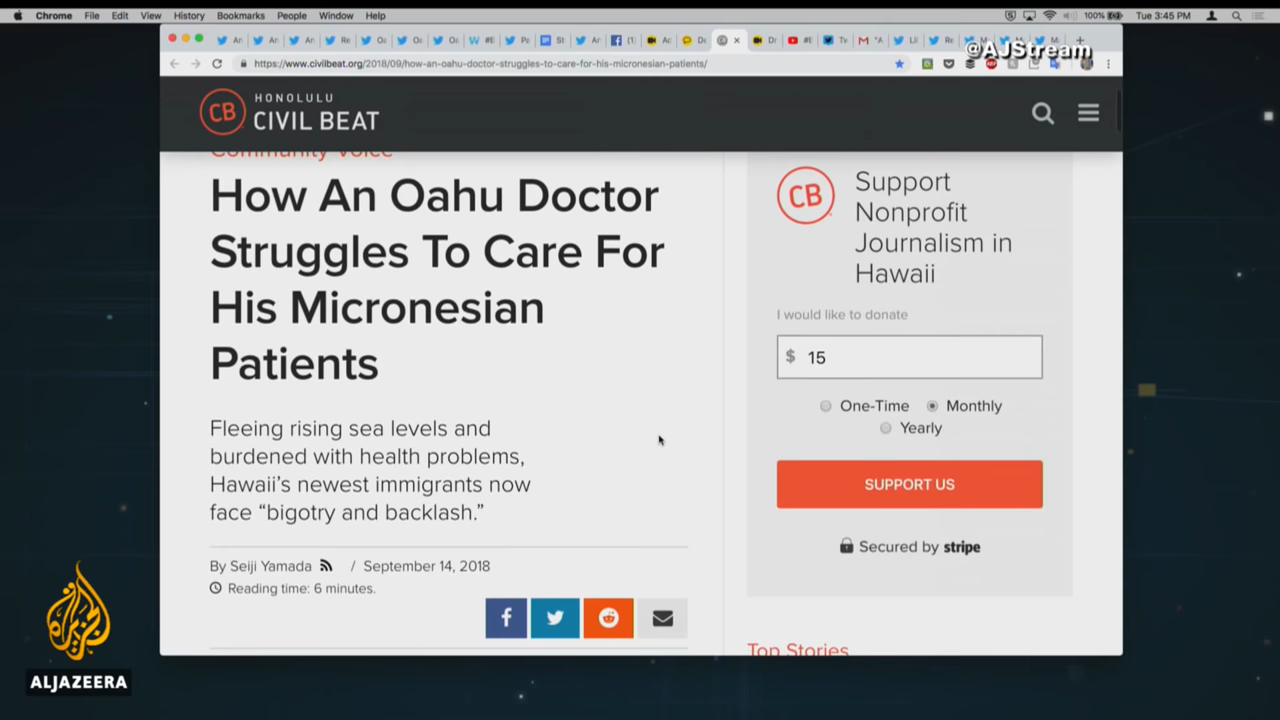 Chrome File Edit View History Bookmarks People Window Help
100% Tue 3:45 PM
@AJStream
https://www.civilbeat.org/2018/09/how-an-oahu-doctor-struggles-to-care-for-his-micronesian-patients/
CB
HONOLULU
CIVIL BEAT
Community Voice
How An Oahu Doctor
Struggles To Care For
His Micronesian
Patients
Fleeing rising sea levels and
burdened with health problems,
Hawaii’s newest immigrants now
face “bigotry and backlash.”
By Seiji Yamada / September 14, 2018
Reading time: 6 minutes.
CB
Support
Nonprofit
Journalism in
Hawaii
I would like to donate
$ 15
One-Time Monthly
Yearly
SUPPORT US
Secured by stripe
Top Stories
ALJAZEERA